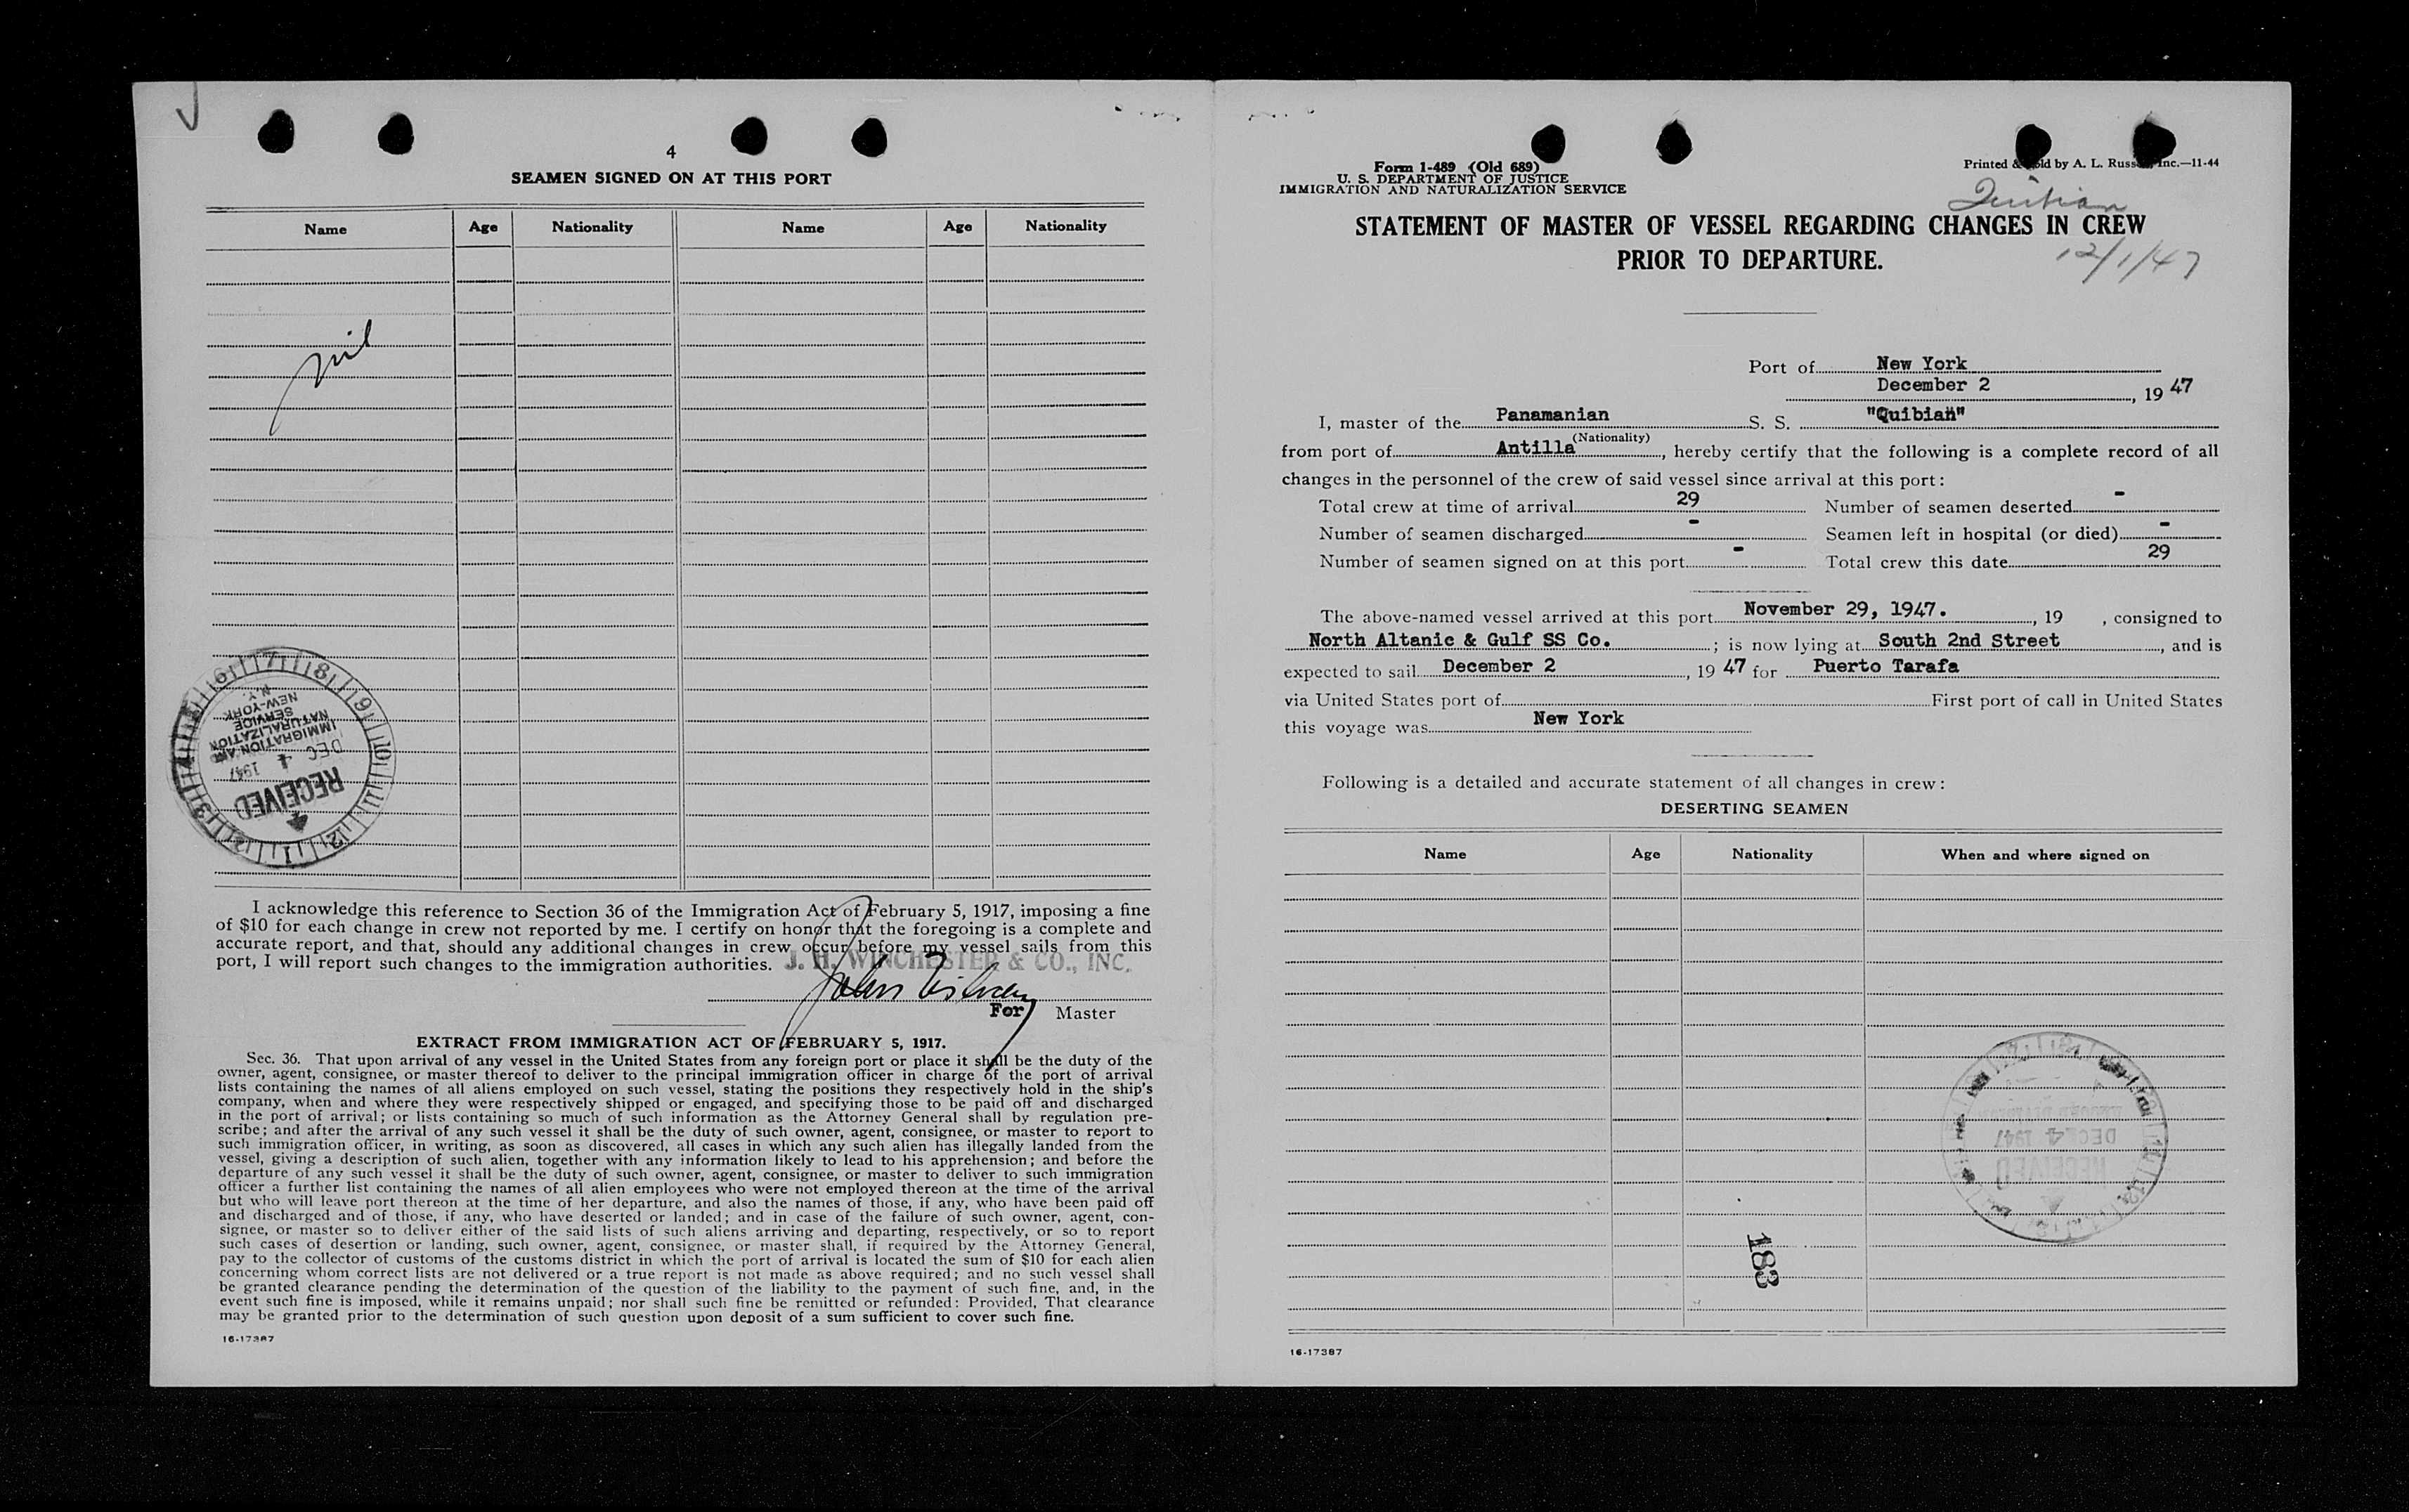 4
SEAMEN SIGNED ON AT THIS PORT
Name Age Nationality Name Age Nationality
nil
6 7 8 9 10 11 12 1 2 3 4 5
IMMIGRATION AND
NATURALIZATION
SERVICE
NEW-YORK
N.Y.
DEC 4 1947
RECEIVED
I acknowledge this reference to Section 36 of the Immigration Act of February 5, 1917, imposing a fine
of $10 for each change in crew not reported by me. I certify on honor that the foregoing is a complete and
accurate report, and that, should any additional changes in crew occur before my vessel sails from this
port, I will report such changes to the immigration authorities. J. H. WINCHESTER & CO., INC.
John
For Master
EXTRACT FROM IMMIGRATION ACT OF FEBRUARY 5, 1917.
Sec. 36. That upon arrival of any vessel in the United States from any foreign port or place it shall be the duty of the
owner, agent, consignee, or master thereof to deliver to the principal immigration officer in charge of the port of arrival
lists containing the names of all aliens employed on such vessel, stating the positions they respectively hold in the ship's
company, when and where they were respectively shipped or engaged, and specifying those to be paid off and discharged
in the port of arrival; or lists containing so much of such information as the Attorney General shall by regulation pre-
scribe; and after the arrival of any such vessel it shall be the duty of such owner, agent, consignee, or master to report to
such immigration officer, in writing, as soon as discovered, all cases in which any such alien has illegally landed from the
vessel, giving a description of such alien, together with any information likely to lead to his apprehension; and before the
departure of any such vessel it shall be the duty of such owner, agent, consignee, or master to deliver to such immigration
officer a further list containing the names of all alien employees who were not employed thereon at the time of the arrival
but who will leave port thereon at the time of her departure, and also the names of those, if any, who have been paid off
and discharged and of those, if any, who have deserted or landed; and in case of the failure of such owner, agent, con-
signee, or master so to deliver either of the said lists of such aliens arriving and departing, respectively, or so to report
such cases of desertion or landing, such owner, agent, consignee, or master shall, if required by the Attorney General,
pay to the collector of customs of the customs district in which the port of arrival is located the sum of $10 for each alien
concerning whom correct lists are not delivered or a true report is not made as above required; and no such vessel shall
be granted clearance pending the determination of the question of the liability to the payment of such fine, and, in the
event such fine is imposed, while it remains unpaid; nor shall such fine be remitted or refunded: Provided, That clearance
may be granted prior to the determination of such question upon deposit of a sum sufficient to cover such fine.
16-17387
Form I-489 (Old 689)
U. S. DEPARTMENT OF JUSTICE
IMMIGRATION AND NATURALIZATION SERVICE
Printed & Sold by A. L. Russell, Inc.—11-44
STATEMENT OF MASTER OF VESSEL REGARDING CHANGES IN CREW
PRIOR TO DEPARTURE.
12/1/47
Port of New York
December 2, 19 47
I, master of the Panamanian S. S. "Quibian"
(Nationality)
from port of Antilla, hereby certify that the following is a complete record of all
changes in the personnel of the crew of said vessel since arrival at this port:
Total crew at time of arrival 29 Number of seamen deserted -
Number of seamen discharged - Seamen left in hospital (or died) -
Number of seamen signed on at this port - Total crew this date 29
The above-named vessel arrived at this port November 29, 1947., 19 , consigned to
North Altanic & Gulf SS Co. ; is now lying at South 2nd Street, and is
expected to sail December 2, 19 47 for Puerto Tarafa
via United States port of First port of call in United States
this voyage was New York
Following is a detailed and accurate statement of all changes in crew:
DESERTING SEAMEN
Name Age Nationality When and where signed on
DEC 4 1947
RECEIVED
183
16-17387